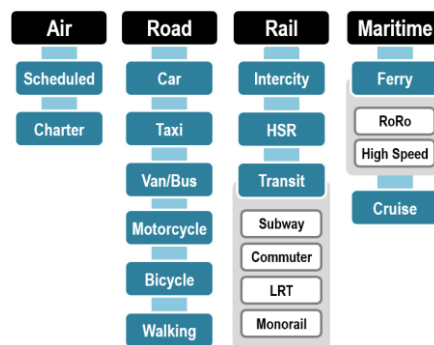 Air
Scheduled
Charter
Road
Car
Taxi
Van/Bus
Motorcycle
Bicycle
Walking
Rail
Intercity
HSR
Transit
Subway
Commuter
LRT
Monorail
Maritime
Ferry
RoRo
High Speed
Cruise